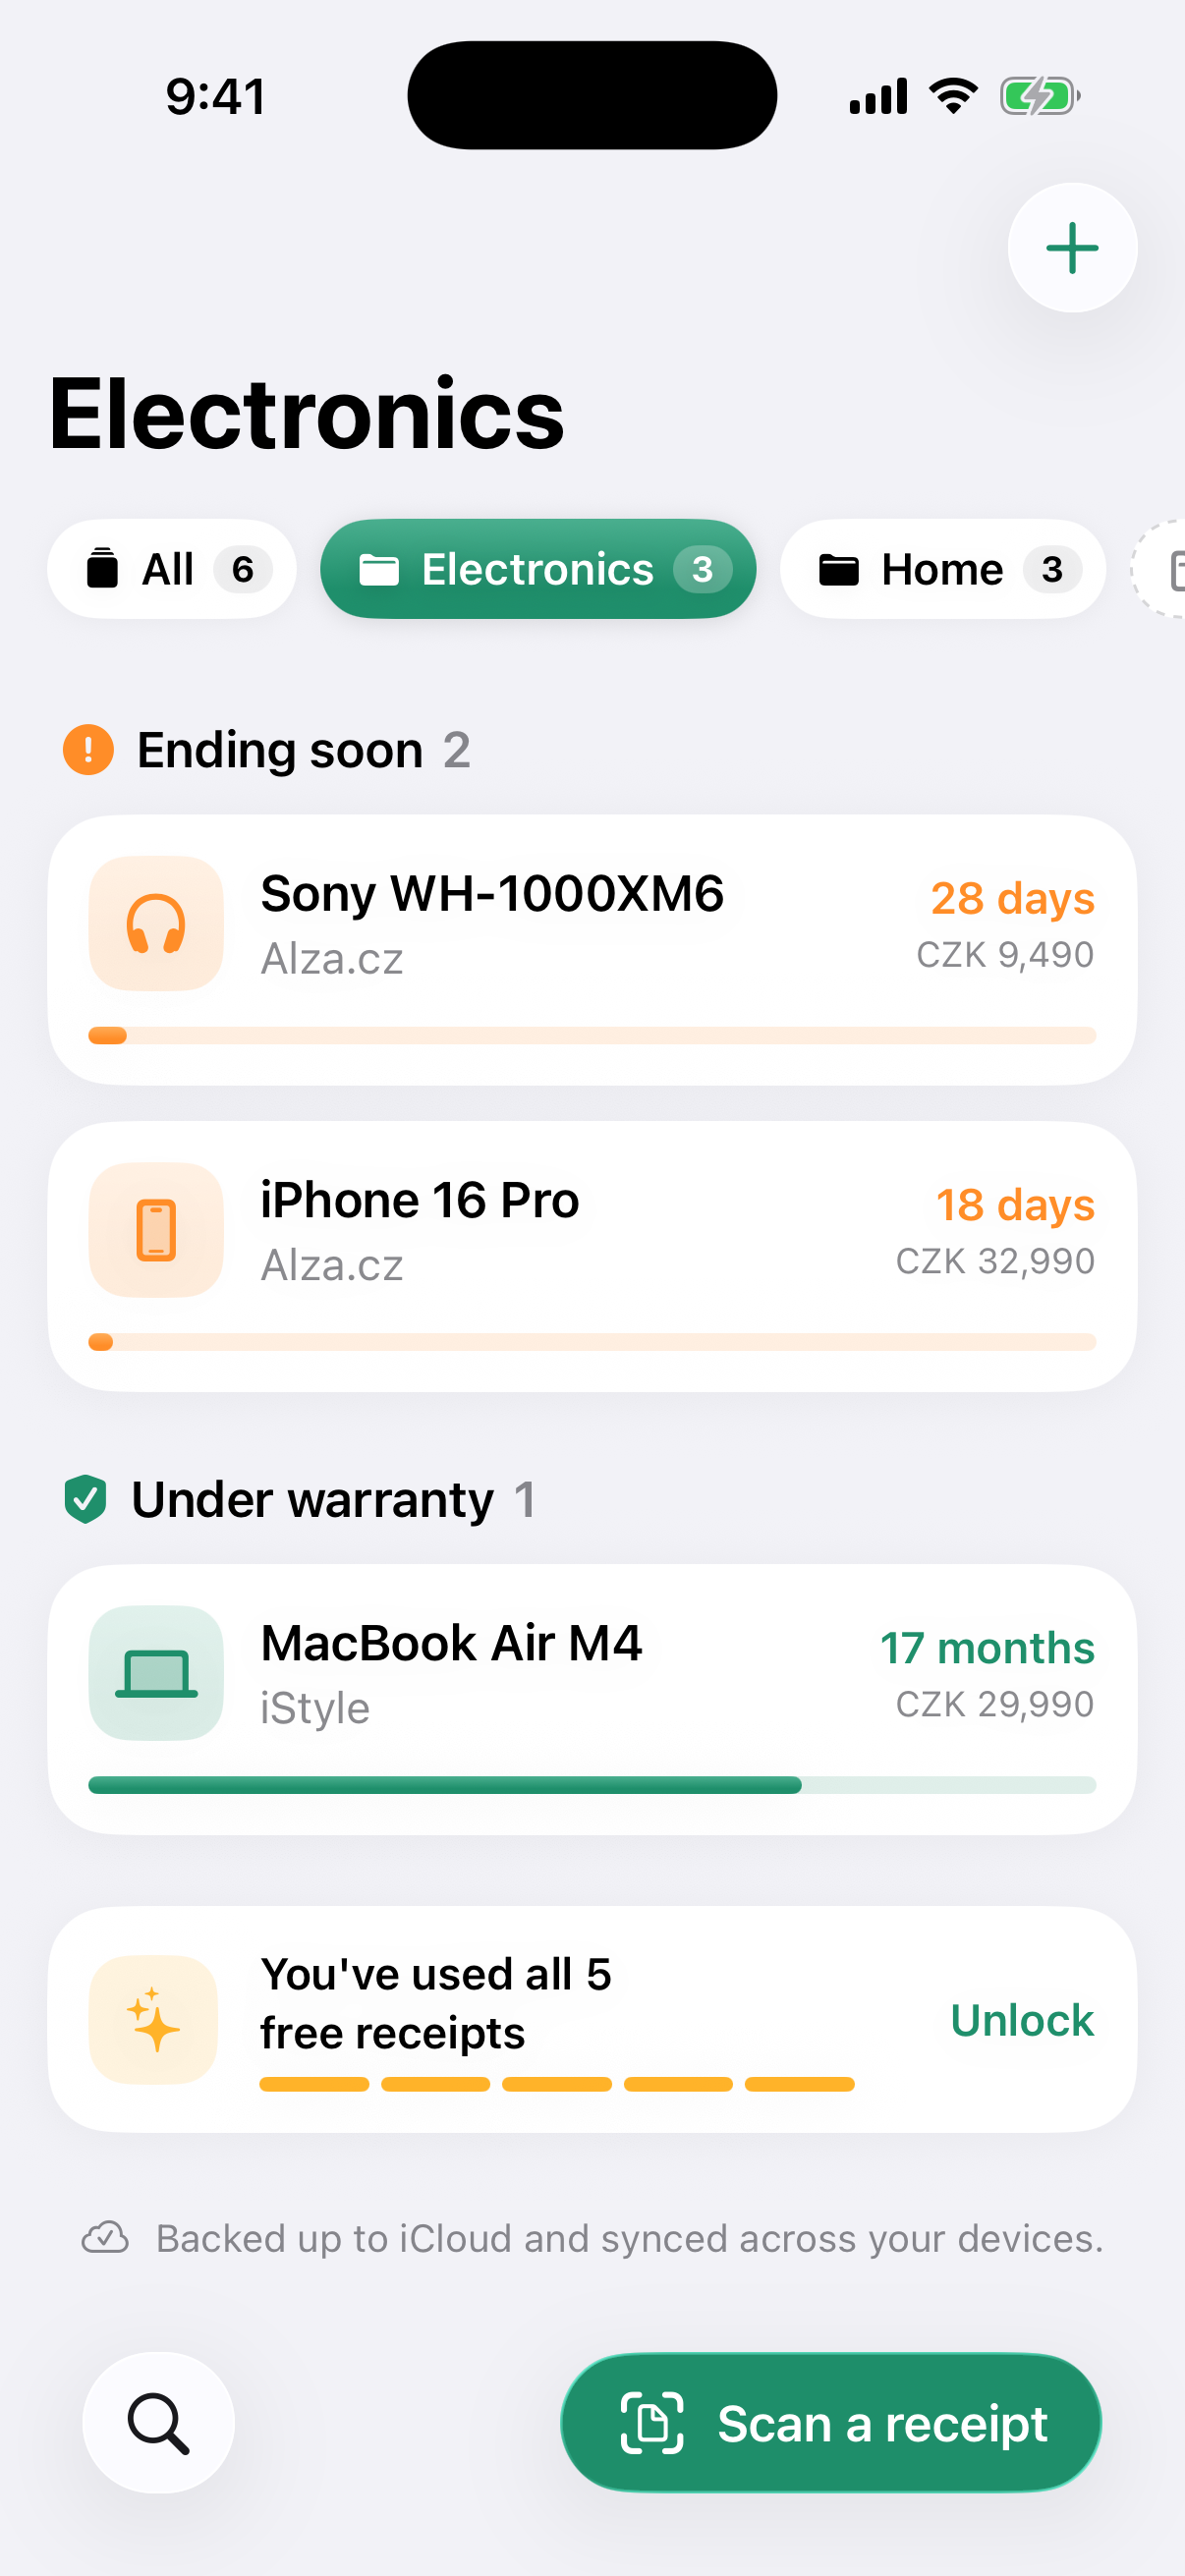 9:41
Electronics
All 6
Electronics 3
Home 3
Ending soon 2
Sony WH-1000XM6
28 days
Alza.cz
CZK 9,490
iPhone 16 Pro
18 days
Alza.cz
CZK 32,990
Under warranty 1
MacBook Air M4
17 months
iStyle
CZK 29,990
You've used all 5
free receipts
Unlock
Backed up to iCloud and synced across your devices.
Scan a receipt